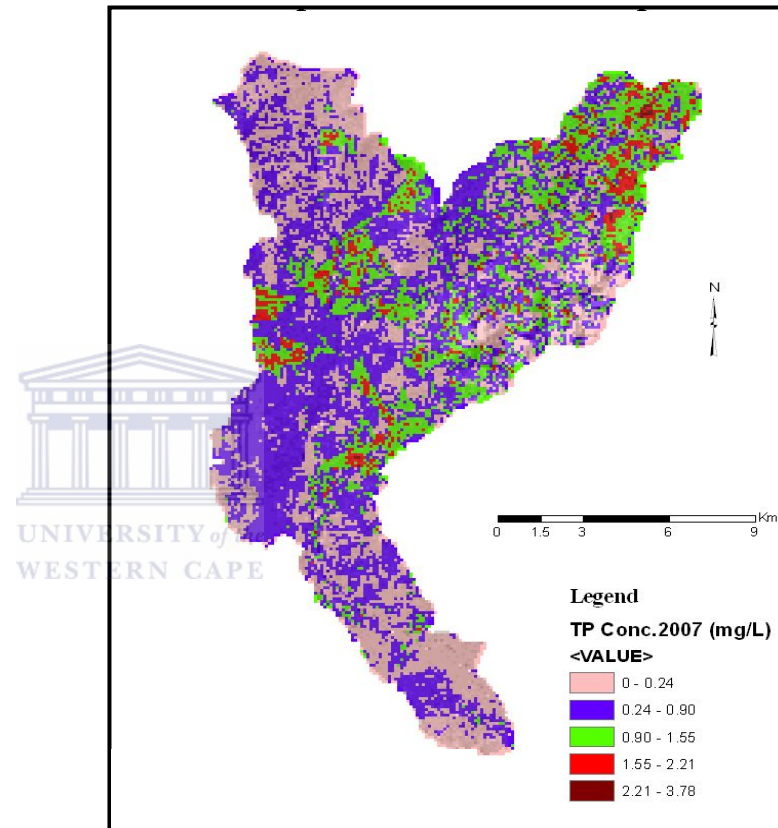 N
Km
0 1.5 3 6 9
UNIVERSITY of the
WESTERN CAPE
Legend
TP Conc.2007 (mg/L)
<VALUE>
0 - 0.24
0.24 - 0.90
0.90 - 1.55
1.55 - 2.21
2.21 - 3.78